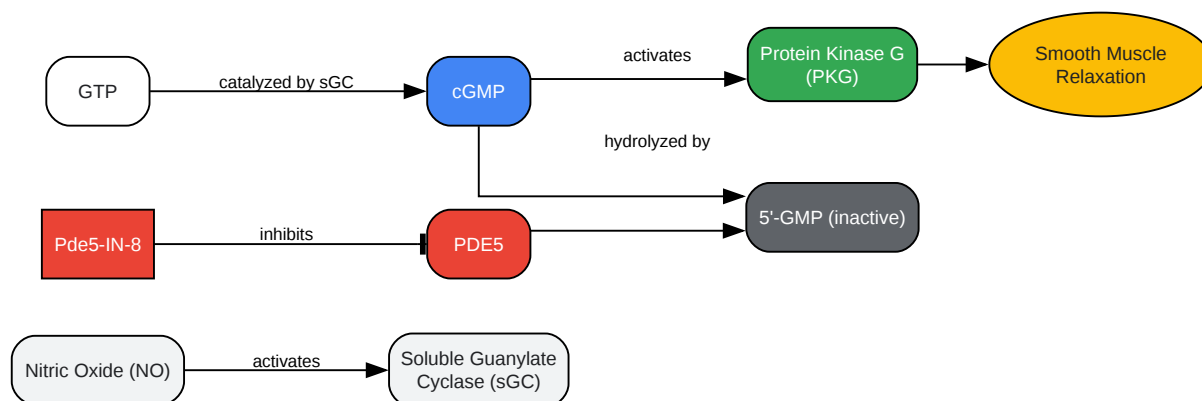 GTP
catalyzed by sGC
cGMP
activates
Protein Kinase G
(PKG)
Smooth Muscle
Relaxation
hydrolyzed by
5'-GMP (inactive)
Pde5-IN-8
inhibits
PDE5
Nitric Oxide (NO)
activates
Soluble Guanylate
Cyclase (sGC)